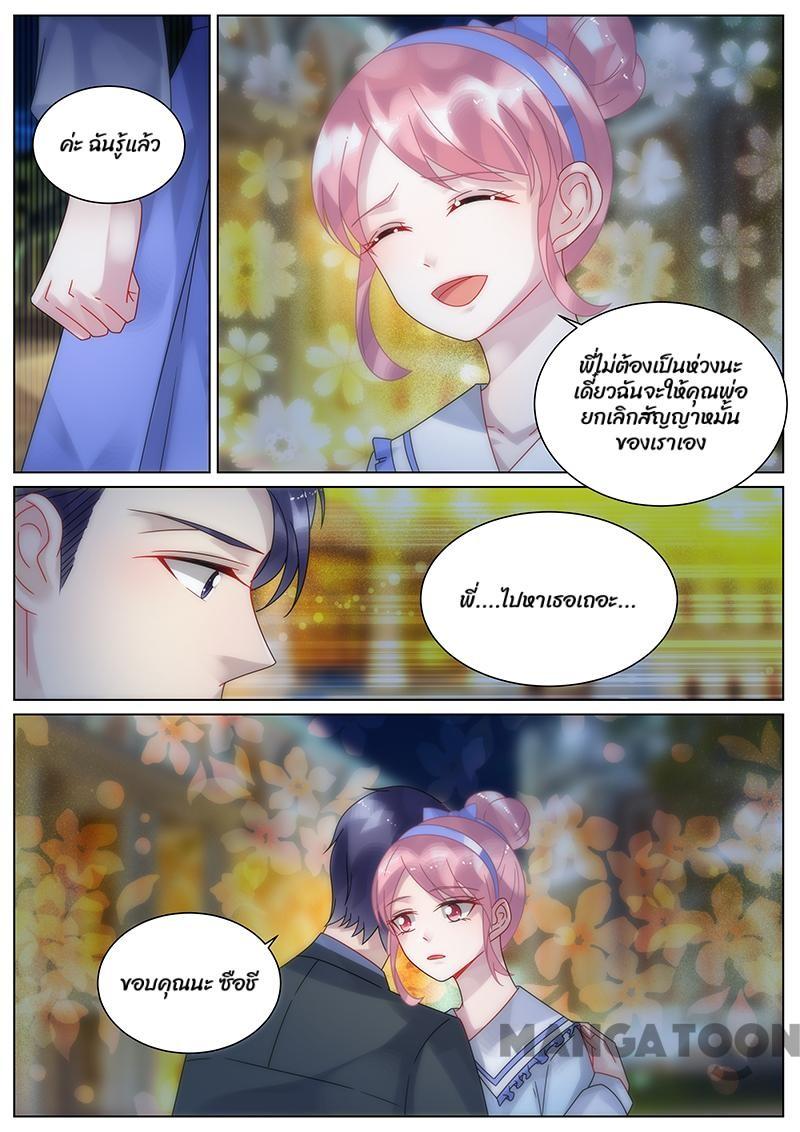 ค่ะ ฉันรู้แล้ว
พี่ไม่ต้องเป็นห่วงนะ
เดี๋ยวฉันจะให้คุณพ่อ
ยกเลิกสัญญาหมั้น
ของเราเอง
พี่....ไปหาเธอเถอะ...
ขอบคุณนะ ซือชี
MANGATOON